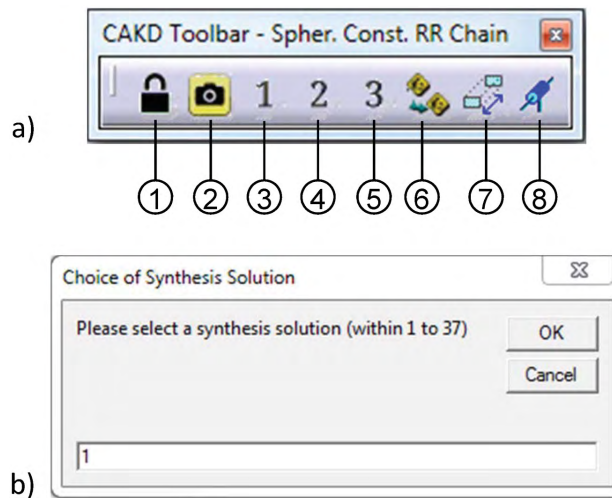 CAKD Toolbar - Spher. Const. RR Chain
1 2 3
a)
1 2 3 4 5 6 7 8
Choice of Synthesis Solution
Please select a synthesis solution (within 1 to 37)
OK
Cancel
1
b)